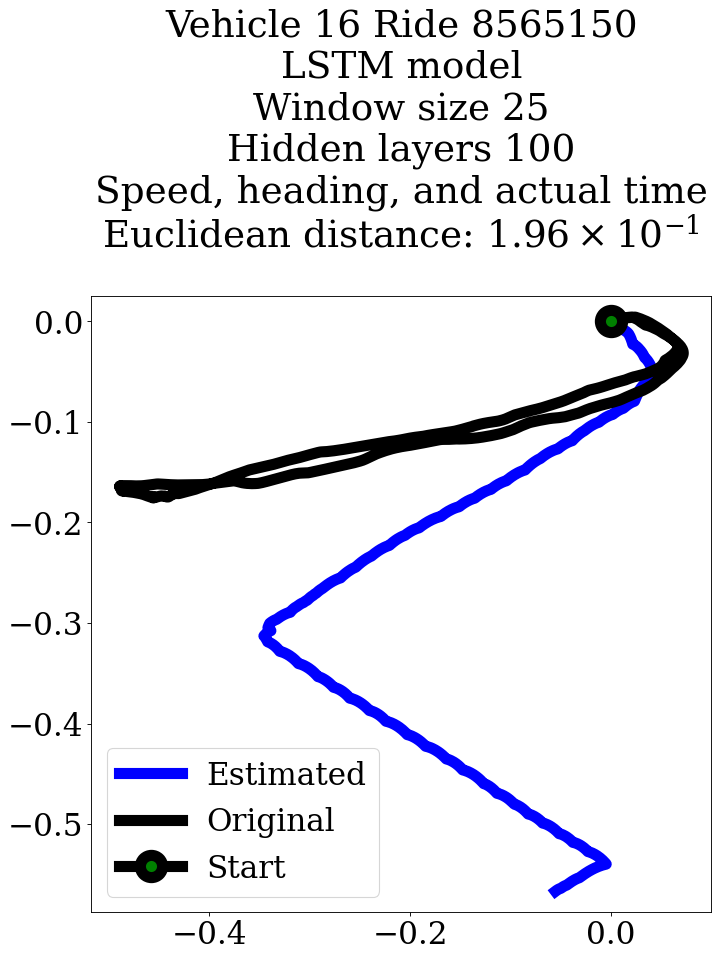 Vehicle 16 Ride 8565150
LSTM model
Window size 25
Hidden layers 100
Speed, heading, and actual time
Euclidean distance: 1.96 × 10⁻¹
0.0
−0.1
−0.2
−0.3
−0.4
−0.5
Estimated
Original
Start
−0.4 −0.2 0.0